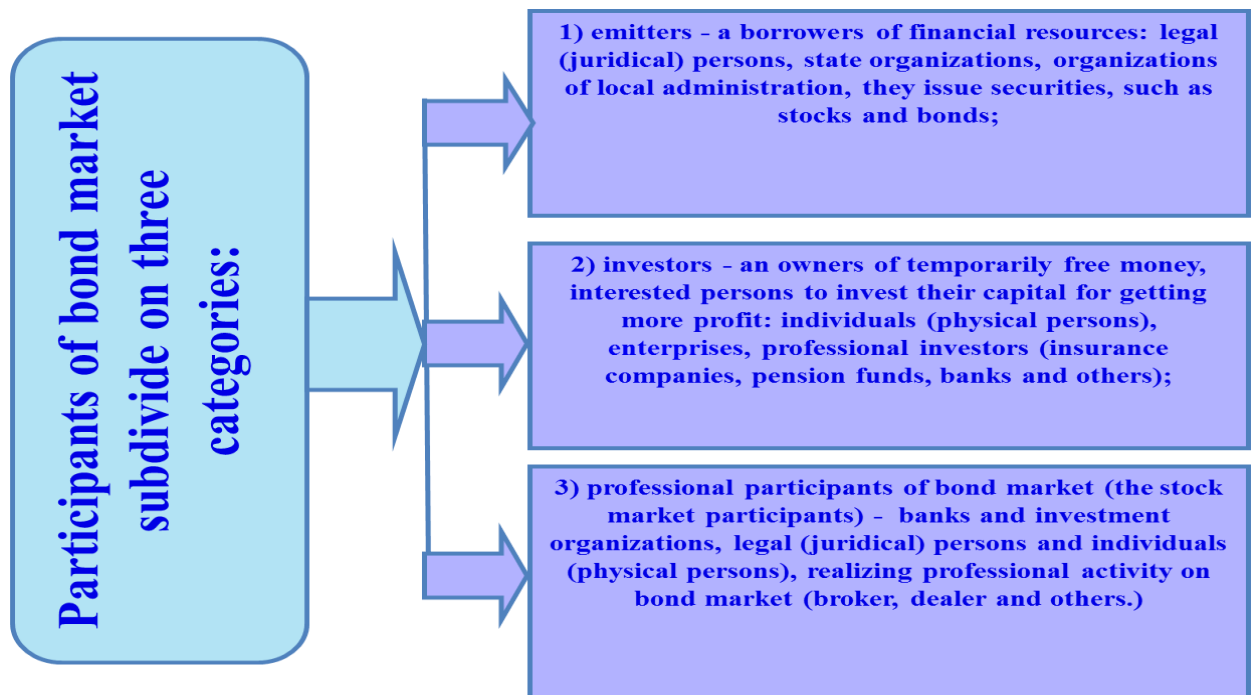 Participants of bond market
subdivide on three
categories:
1) emitters - a borrowers of financial resources: legal
(juridical) persons, state organizations, organizations
of local administration, they issue securities, such as
stocks and bonds;
2) investors - an owners of temporarily free money,
interested persons to invest their capital for getting
more profit: individuals (physical persons),
enterprises, professional investors (insurance
companies, pension funds, banks and others);
3) professional participants of bond market (the stock
market participants) - banks and investment
organizations, legal (juridical) persons and individuals
(physical persons), realizing professional activity on
bond market (broker, dealer and others.)